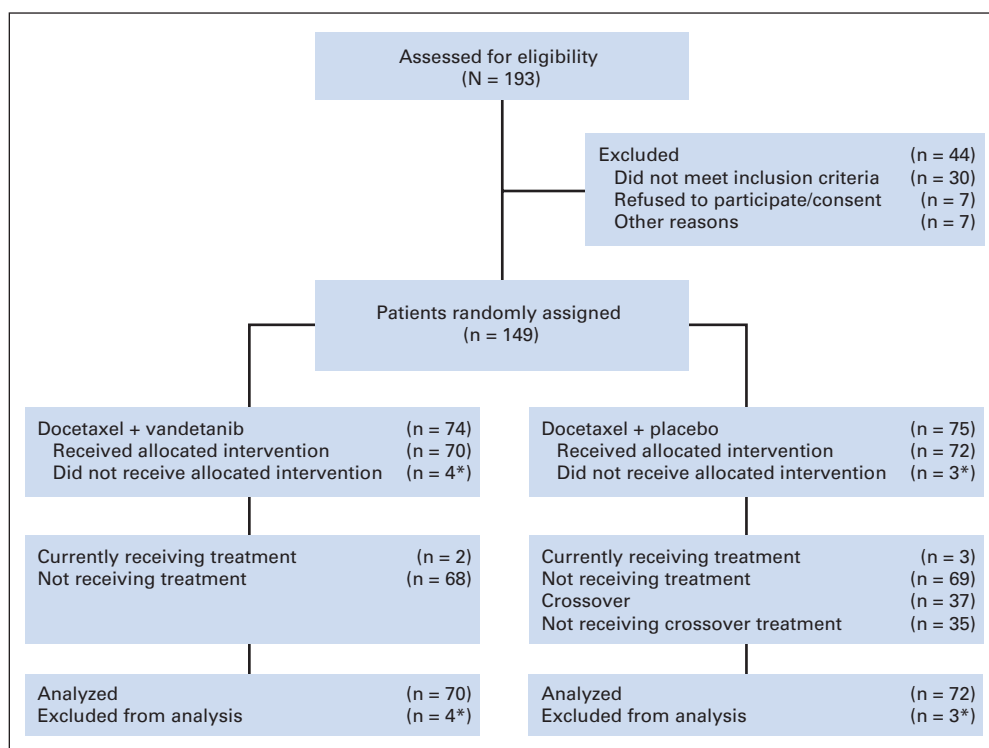 Assessed for eligibility
(N = 193)
Excluded (n = 44)
Did not meet inclusion criteria (n = 30)
Refused to participate/consent (n = 7)
Other reasons (n = 7)
Patients randomly assigned
(n = 149)
Docetaxel + vandetanib (n = 74)
Received allocated intervention (n = 70)
Did not receive allocated intervention (n = 4*)
Docetaxel + placebo (n = 75)
Received allocated intervention (n = 72)
Did not receive allocated intervention (n = 3*)
Currently receiving treatment (n = 2)
Not receiving treatment (n = 68)
Currently receiving treatment (n = 3)
Not receiving treatment (n = 69)
Crossover (n = 37)
Not receiving crossover treatment (n = 35)
Analyzed (n = 70)
Excluded from analysis (n = 4*)
Analyzed (n = 72)
Excluded from analysis (n = 3*)